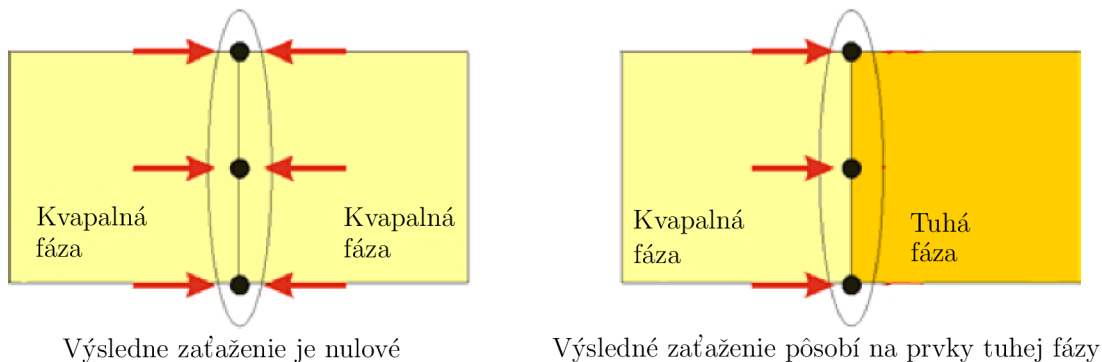 Kvapalná
fáza
Kvapalná
fáza
Výsledne zaťaženie je nulové
Kvapalná
fáza
Tuhá
fáza
Výsledné zaťaženie pôsobí na prvky tuhej fázy